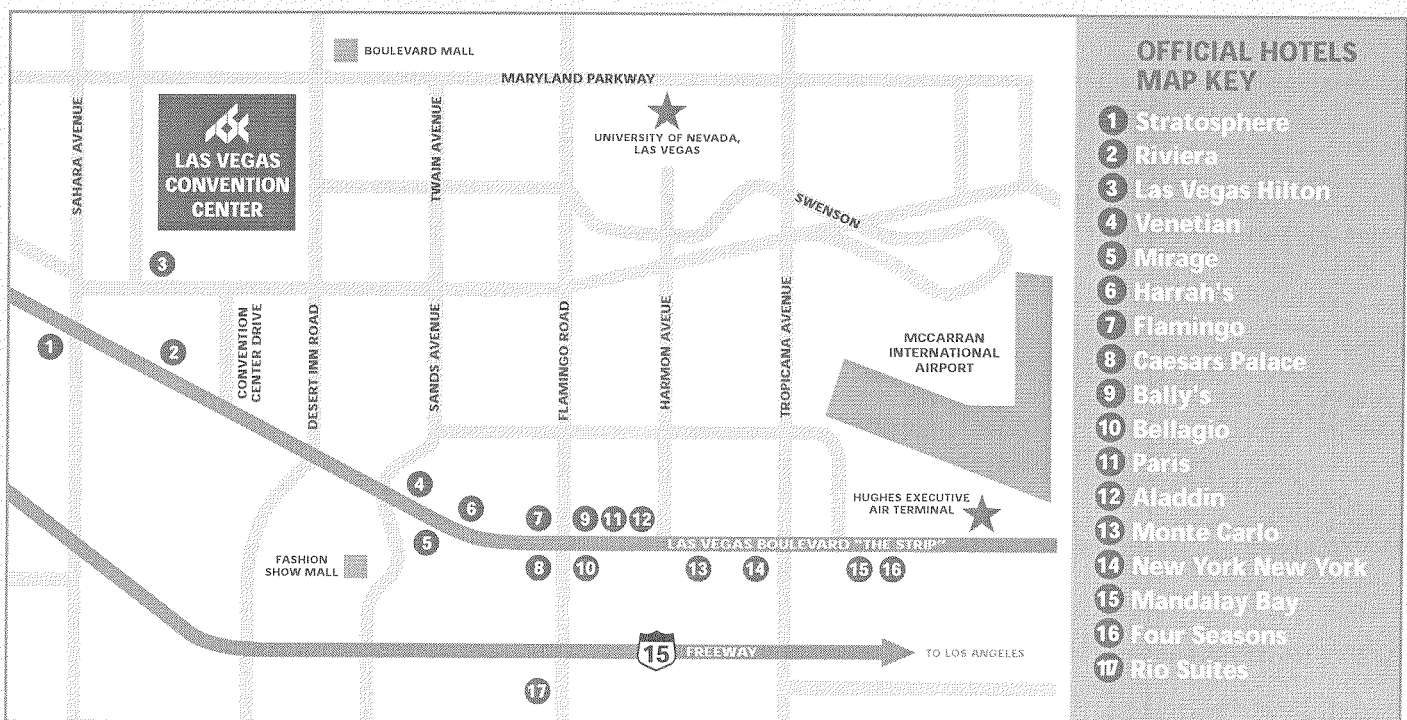 BOULEVARD MALL
MARYLAND PARKWAY
SAHARA AVENUE
LAS VEGAS
CONVENTION
CENTER
TWAIN AVENUE
UNIVERSITY OF NEVADA,
LAS VEGAS
SWENSON
3
1
2
CONVENTION
CENTER DRIVE
DESERT INN ROAD
SANDS AVENUE
FLAMINGO ROAD
HARMON AVEUE
TROPICANA AVENUE
MCCARRAN
INTERNATIONAL
AIRPORT
4
6
5
7
9
11
12
HUGHES EXECUTIVE
AIR TERMINAL
LAS VEGAS BOULEVARD "THE STRIP"
FASHION
SHOW MALL
8
10
13
14
15
16
15
FREEWAY
TO LOS ANGELES
17
OFFICIAL HOTELS
MAP KEY
1 Stratosphere
2 Riviera
3 Las Vegas Hilton
4 Venetian
5 Mirage
6 Harrah's
7 Flamingo
8 Caesars Palace
9 Bally's
10 Bellagio
11 Paris
12 Aladdin
13 Monte Carlo
14 New York New York
15 Mandalay Bay
16 Four Seasons
17 Rio Suites